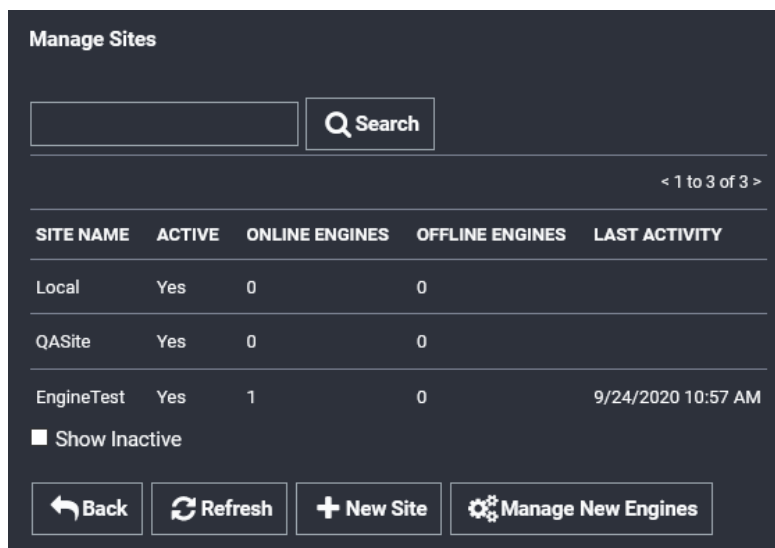 Manage Sites
Search
< 1 to 3 of 3 >
SITE NAME ACTIVE ONLINE ENGINES OFFLINE ENGINES LAST ACTIVITY
Local Yes 0 0
QASite Yes 0 0
EngineTest Yes 1 0 9/24/2020 10:57 AM
Show Inactive
Back Refresh New Site Manage New Engines